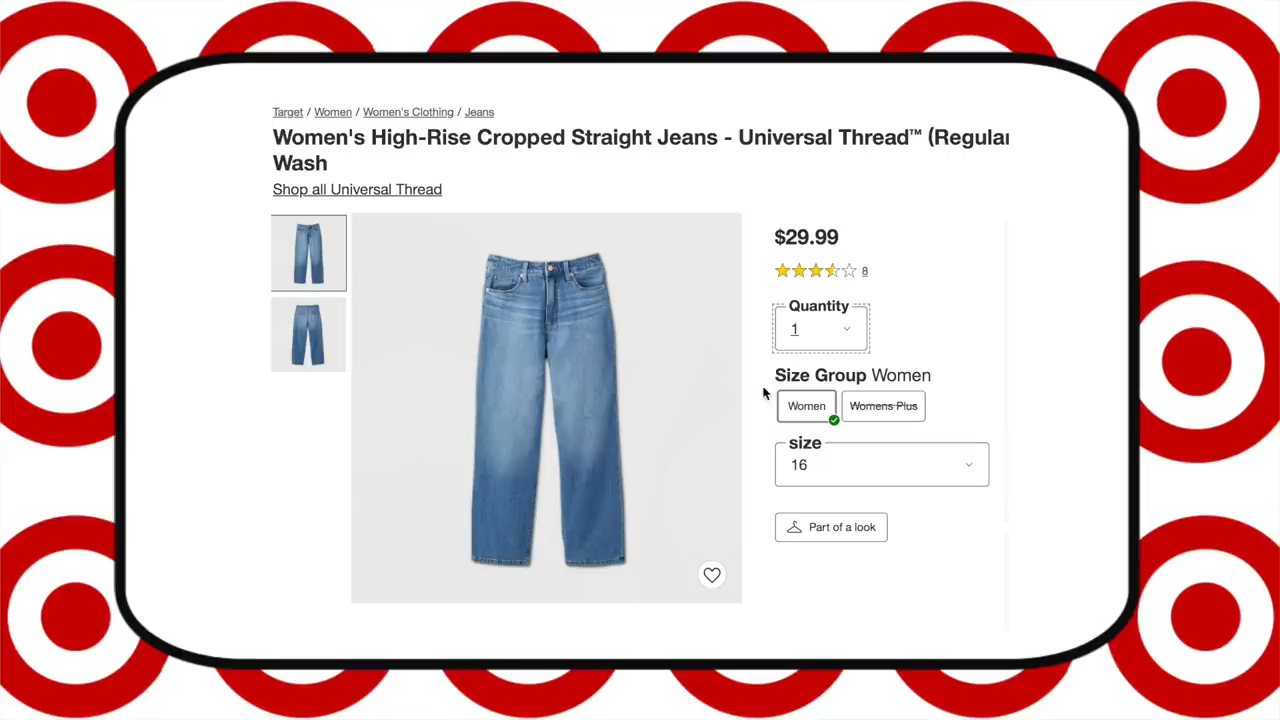 Target / Women / Women's Clothing / Jeans
Women's High-Rise Cropped Straight Jeans - Universal Thread™ (Regular
Wash
Shop all Universal Thread
$29.99
8
Quantity
1
Size Group Women
Women
Womens Plus
size
16
Part of a look